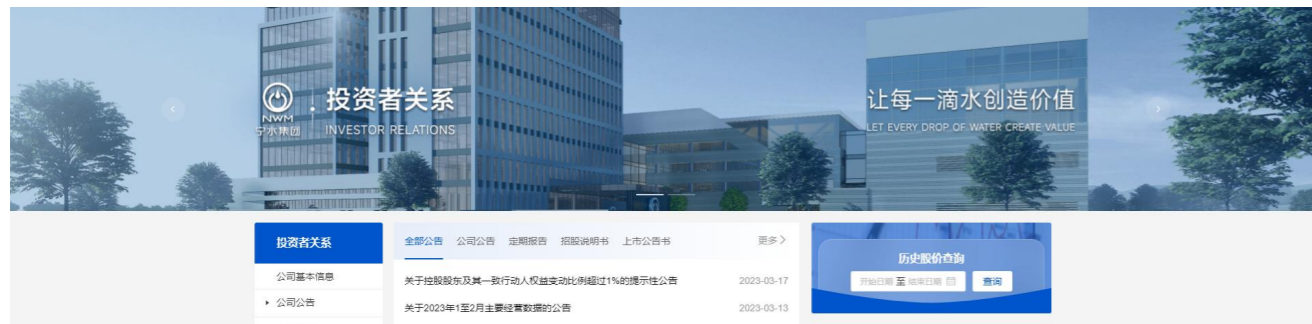 NWM
宁水集团
投资者关系
INVESTOR RELATIONS
让每一滴水创造价值
LET EVERY DROP OF WATER CREATE VALUE
投资者关系
公司基本信息
公司公告
全部公告 公司公告 定期报告 招股说明书 上市公告书 更多
关于控股股东及其一致行动人权益变动比例超过1%的提示性公告 2023-03-17
关于2023年1至2月主要经营数据的公告 2023-03-13
历史股价查询
开始日期 至 结束日期 查询